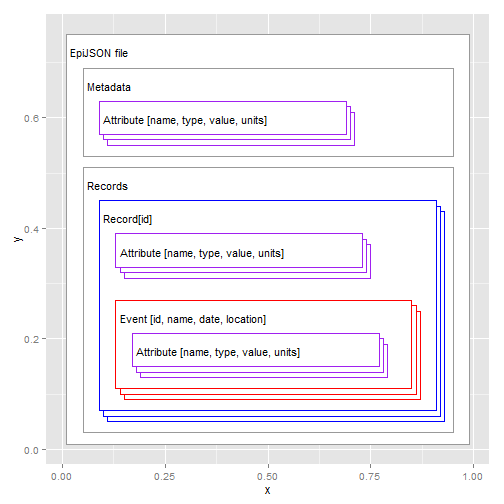 EpiJSON file
Metadata
Attribute [name, type, value, units]
Records
Record[id]
Attribute [name, type, value, units]
Event [id, name, date, location]
Attribute [name, type, value, units]
y
0.6
0.4
0.2
0.0
0.00 0.25 0.50 0.75 1.00
x